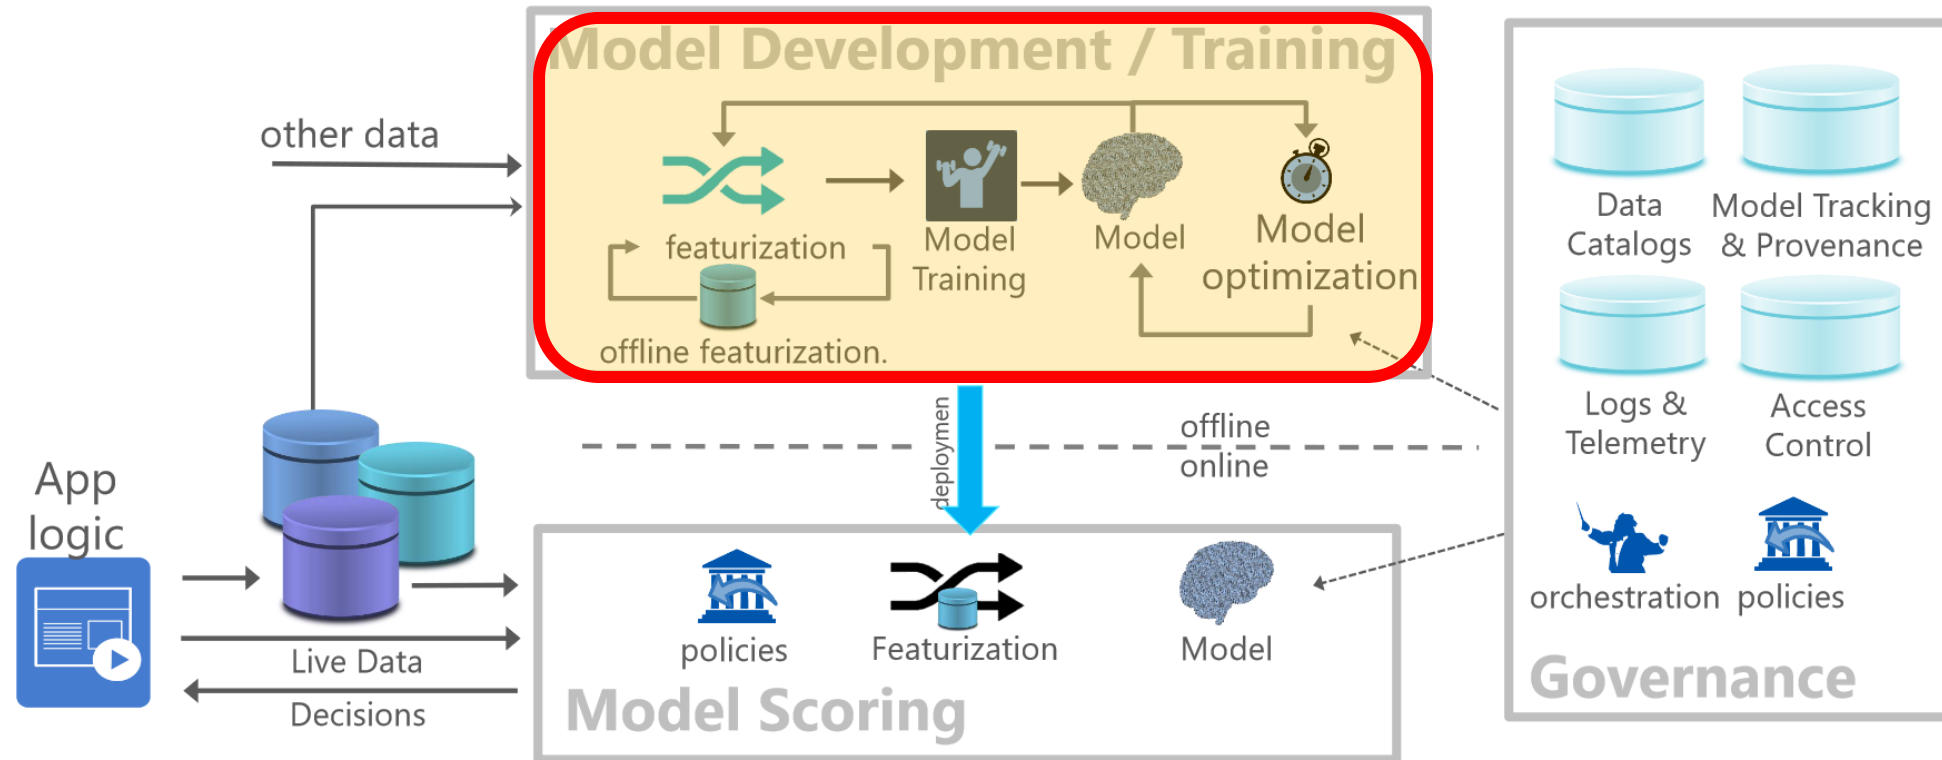 Model Development / Training
other data
featurization
Model
Training
Model
Model
optimization
offline featurization.
deploymen
offline
online
App
logic
Live Data
Decisions
policies
Featurization
Model
Model Scoring
Data
Catalogs
Model Tracking
& Provenance
Logs &
Telemetry
Access
Control
orchestration
policies
Governance